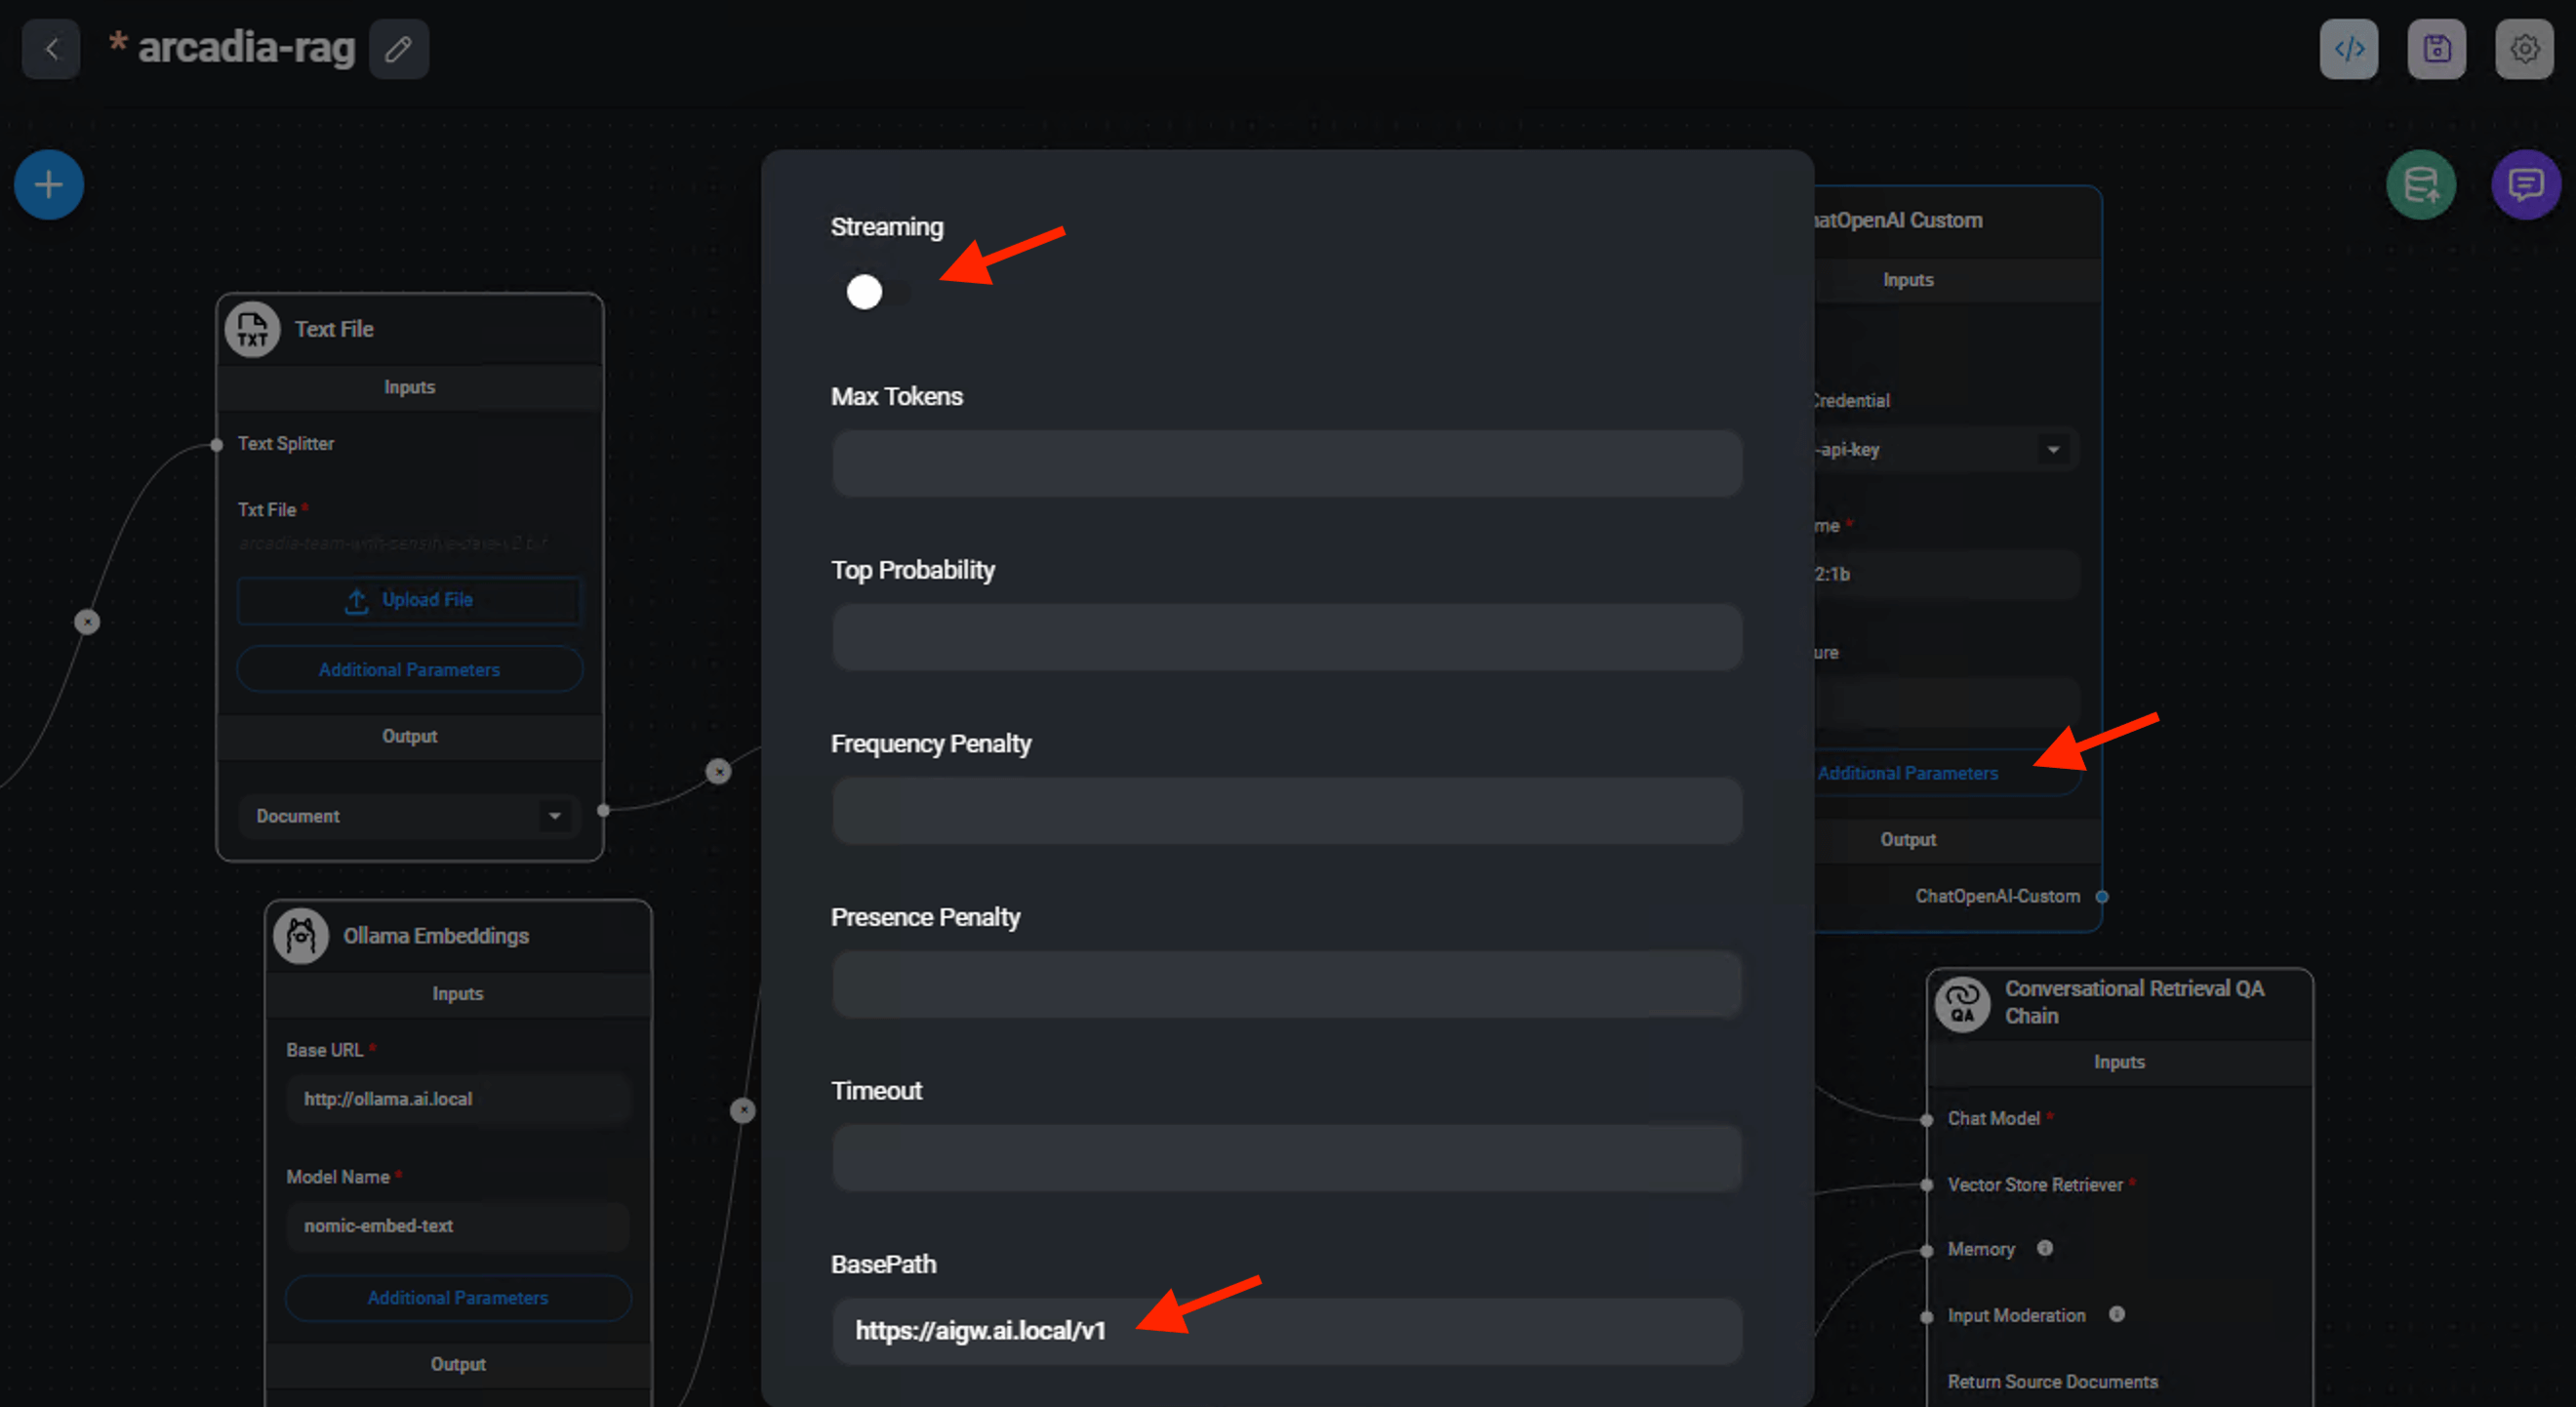 * arcadia-rag
</>
Text File
TXT
Inputs
Text Splitter
Txt File *
Upload File
Additional Parameters
Output
Document
Ollama Embeddings
Inputs
Base URL *
http://ollama.ai.local
Model Name *
nomic-embed-text
Additional Parameters
Output
Streaming
Max Tokens
Top Probability
Frequency Penalty
Presence Penalty
Timeout
BasePath
https://aigw.ai.local/v1
hatOpenAI Custom
Inputs
Credential
-api-key
me *
2:1b
ure
Additional Parameters
Output
ChatOpenAI-Custom
QA
Conversational Retrieval QA
Chain
Inputs
Chat Model *
Vector Store Retriever *
Memory
Input Moderation
Return Source Documents